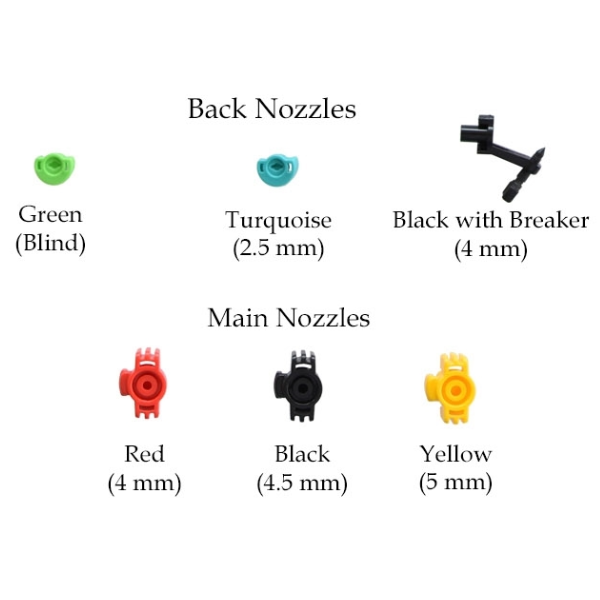 Back Nozzles
Green
(Blind)
Turquoise
(2.5 mm)
Black with Breaker
(4 mm)
Main Nozzles
Red
(4 mm)
Black
(4.5 mm)
Yellow
(5 mm)